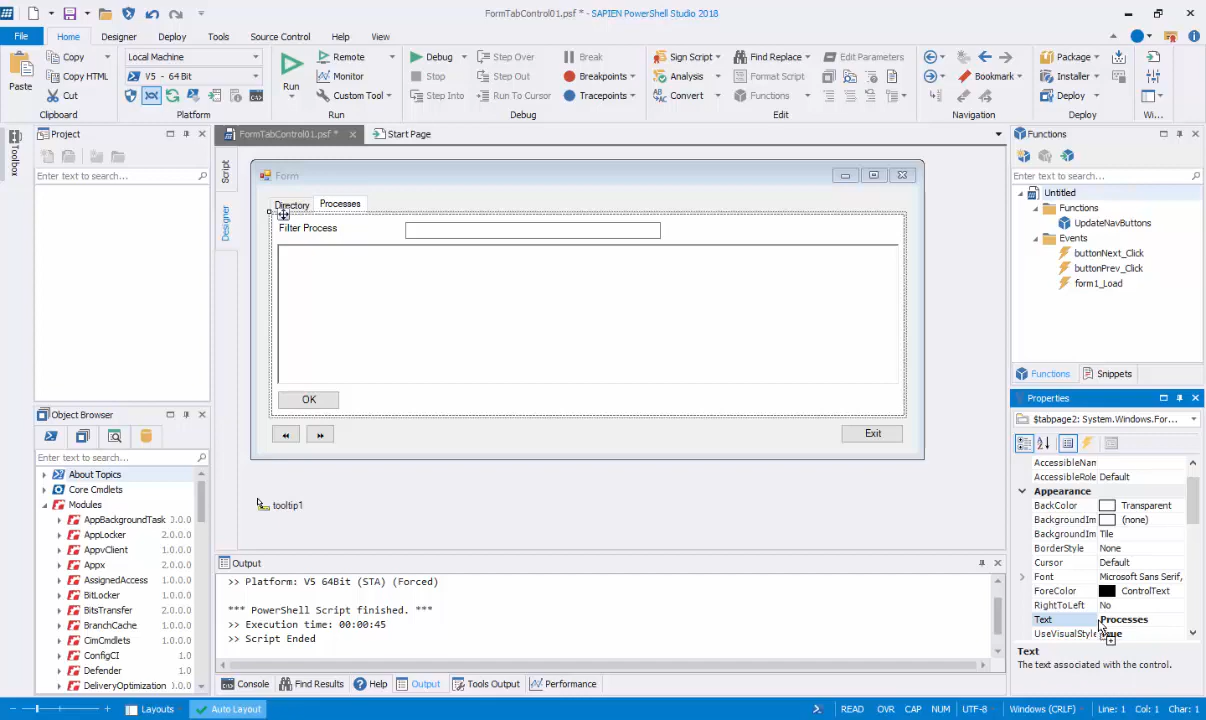 FormTabControl01.psf * - SAPIEN PowerShell Studio 2018
File Home Designer Deploy Tools Source Control Help View
Paste
Copy
Copy HTML
Cut
Clipboard
Local Machine
V5 - 64 Bit
Platform
Run
Remote
Monitor
Custom Tool
Run
Debug
Stop
Step Into
Step Over
Step Out
Run To Cursor
Break
Breakpoints
Tracepoints
Debug
Sign Script
Analysis
Convert
Find Replace
Format Script
Functions
Edit Parameters
Edit
Bookmark
Navigation
Package
Installer
Deploy
Deploy
Wi...
Toolbox
Project
Enter text to search...
Object Browser
Enter text to search...
About Topics
Core Cmdlets
Modules
AppBackgroundTask 1.0.0.0
AppLocker 2.0.0.0
AppvClient 1.0.0.0
Appx 2.0.0.0
AssignedAccess 1.0.0.0
BitLocker 1.0.0.0
BitsTransfer 2.0.0.0
BranchCache 1.0.0.0
CimCmdlets 1.0.0.0
ConfigCI 1.0
Defender 1.0
DeliveryOptimization 1.0
FormTabControl01.psf *
Start Page
Script
Designer
Form
Directory Processes
Filter Process
OK
Exit
tooltip1
Output
>> Platform: V5 64Bit (STA) (Forced)
*** PowerShell Script finished. ***
>> Execution time: 00:00:45
>> Script Ended
Console Find Results Help Output Tools Output Performance
Functions
Enter text to search...
Untitled
Functions
UpdateNavButtons
Events
buttonNext_Click
buttonPrev_Click
form1_Load
Functions Snippets
Properties
$tabpage2: System.Windows.For...
AccessibleNam
AccessibleRole Default
Appearance
BackColor Transparent
BackgroundIm (none)
BackgroundIm Tile
BorderStyle None
Cursor Default
Font Microsoft Sans Serif,
ForeColor ControlText
RightToLeft No
Text Processes
UseVisualStyle True
Text
The text associated with the control.
Layouts Auto Layout READ OVR CAP NUM UTF-8 Windows (CRLF) Line: 1 Col: 1 Char: 1